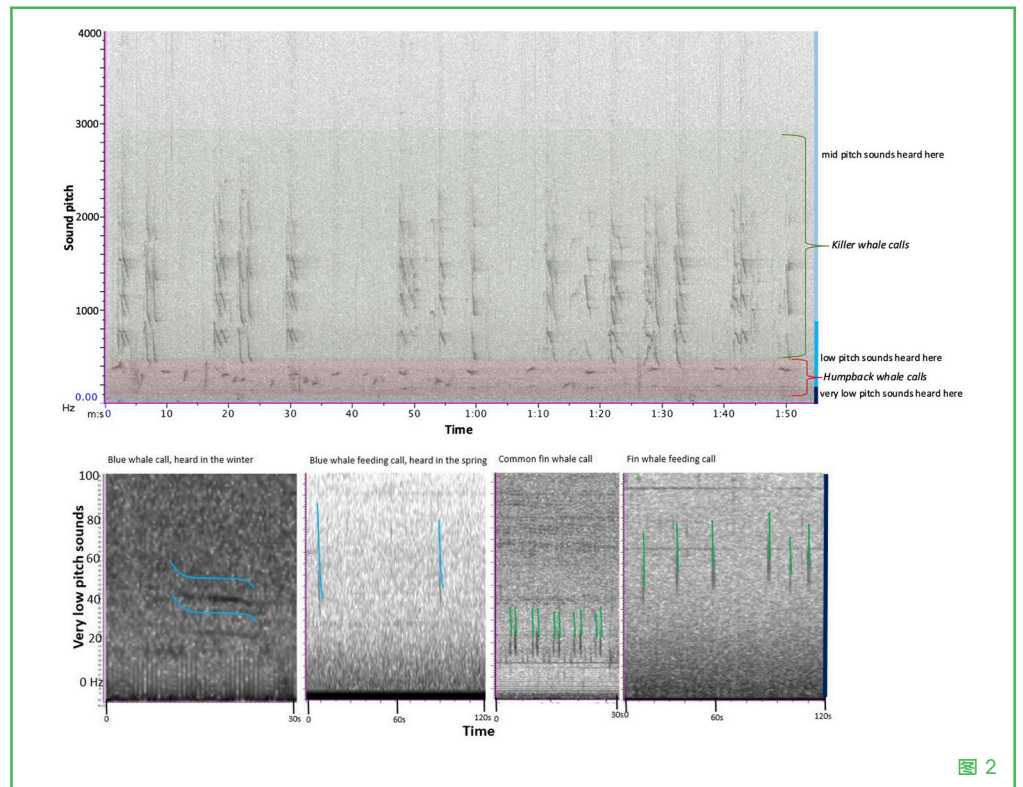 4000
3000
2000
1000
0.00
Hz
Sound pitch
m:s
0
10
20
30
40
50
1:00
1:10
1:20
1:30
1:40
1:50
Time
mid pitch sounds heard here
Killer whale calls
low pitch sounds heard here
Humpback whale calls
very low pitch sounds heard here
Blue whale call, heard in the winter
Blue whale feeding call, heard in the spring
Common fin whale call
Fin whale feeding call
Very low pitch sounds
100
80
60
40
20
0 Hz
0
30s
0
60s
120s
0
30s
0
60s
120s
Time
图 2